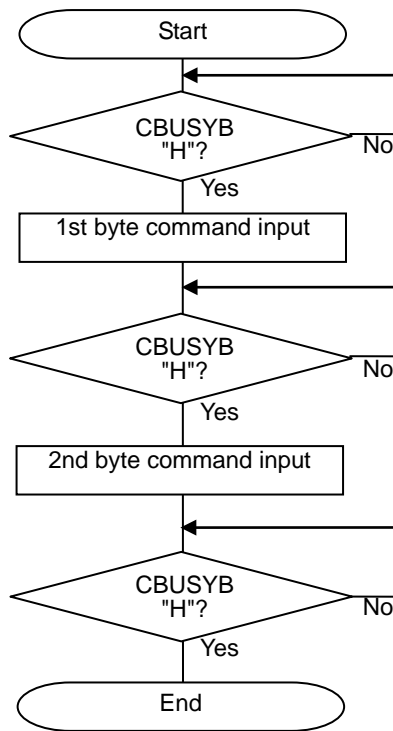 Start
CBUSYB
"H"?
No
Yes
1st byte command input
CBUSYB
"H"?
No
Yes
2nd byte command input
CBUSYB
"H"?
No
Yes
End